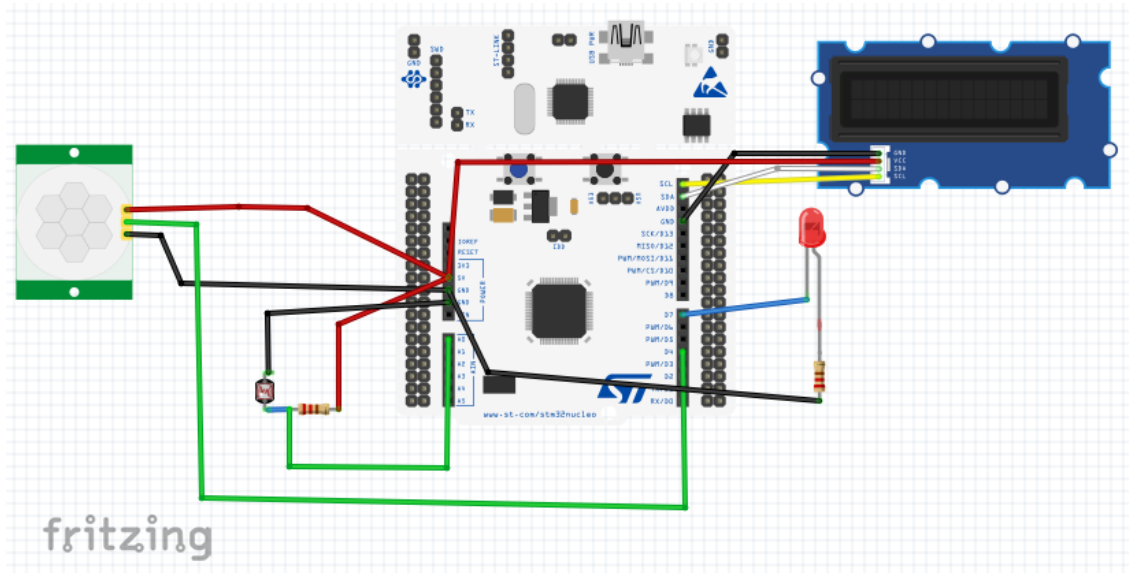 GND
SWD
ST-LINK
USB PWR
GND
TX
RX
GND
VCC
SDA
SCL
SCL
SDA
AVDD
GND
SCK/D13
MISO/D12
PWM/MOSI/D11
PWM/CS/D10
PWM/D9
D8
IOREF
RESET
3V3
5V
GND
GND
POWER
D7
PWM/D6
PWM/D5
D4
PWM/D3
D2
RX/D0
A0
A1
A2
A3
A4
A5
AIN
IDD
ST
www.st.com/stm32nucleo
fritzing